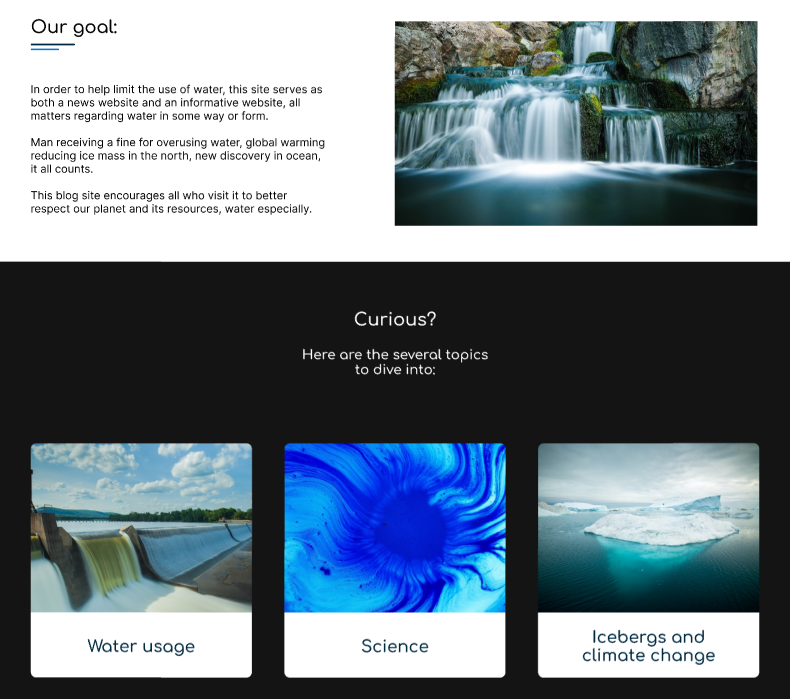 Our goal:
In order to help limit the use of water, this site serves as
both a news website and an informative website, all
matters regarding water in some way or form.
Man receiving a fine for overusing water, global warming
reducing ice mass in the north, new discovery in ocean,
it all counts.
This blog site encourages all who visit it to better
respect our planet and its resources, water especially.
Curious?
Here are the several topics
to dive into:
Water usage
Science
Icebergs and
climate change